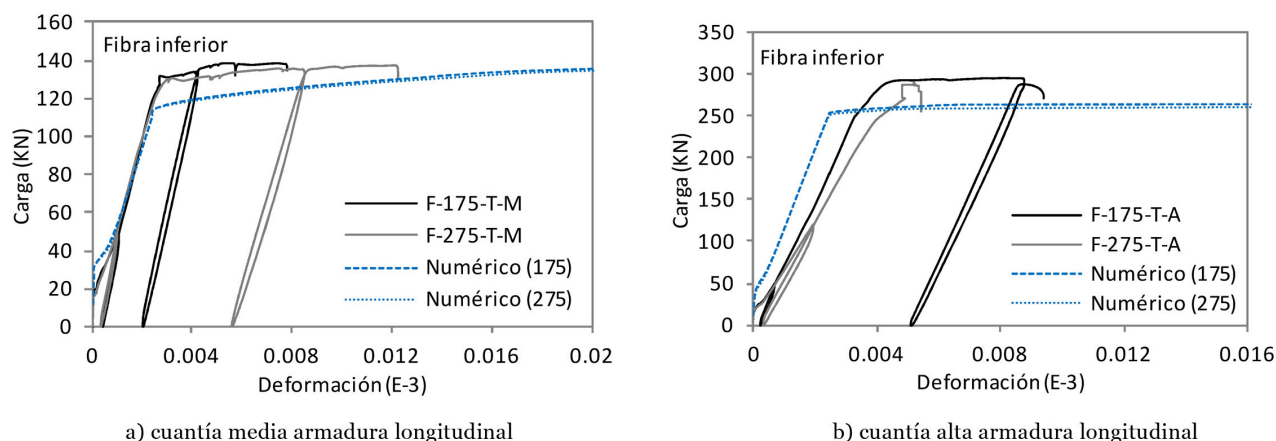 160
140
120
100
80
60
40
20
0
Carga (KN)
Fibra inferior
F-175-T-M
F-275-T-M
Numérico (175)
Numérico (275)
0
0.004
0.008
0.012
0.016
0.02
Deformación (E-3)
a) cuantía media armadura longitudinal
350
300
250
200
150
100
50
0
Carga (KN)
Fibra inferior
F-175-T-A
F-275-T-A
Numérico (175)
Numérico (275)
0
0.004
0.008
0.012
0.016
Deformación (E-3)
b) cuantía alta armadura longitudinal